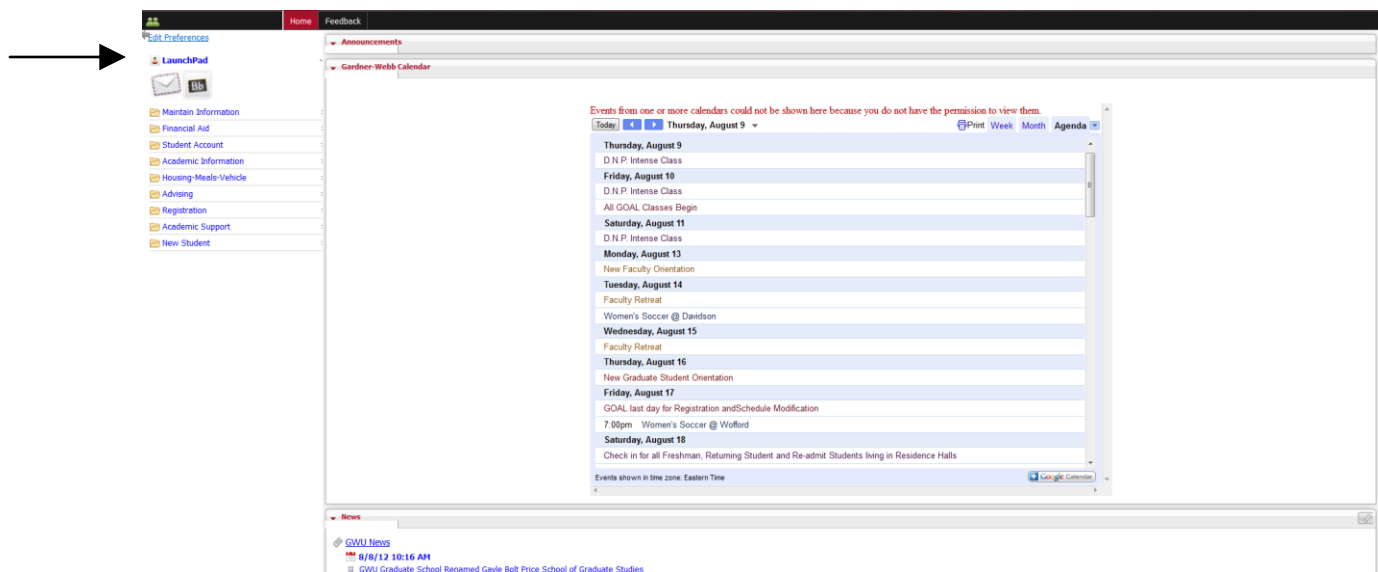 Home Feedback
Edit Preferences
LaunchPad
Bb
Maintain Information
Financial Aid
Student Account
Academic Information
Housing-Meals-Vehicle
Advising
Registration
Academic Support
New Student
Announcements
Gardner-Webb Calendar
Events from one or more calendars could not be shown here because you do not have the permission to view them.
Today Thursday, August 9 Print Week Month Agenda
Thursday, August 9
D.N.P. Intense Class
Friday, August 10
D.N.P. Intense Class
All GOAL Classes Begin
Saturday, August 11
D.N.P. Intense Class
Monday, August 13
New Faculty Orientation
Tuesday, August 14
Faculty Retreat
Women's Soccer @ Davidson
Wednesday, August 15
Faculty Retreat
Thursday, August 16
New Graduate Student Orientation
Friday, August 17
GOAL last day for Registration andSchedule Modification
7:00pm Women's Soccer @ Wofford
Saturday, August 18
Check in for all Freshman, Returning Student and Re-admit Students living in Residence Halls
Events shown in time zone: Eastern Time Google Calendar
News
GWU News
8/8/12 10:16 AM
GWU Graduate School Renamed Gayle Bolt Price School of Graduate Studies